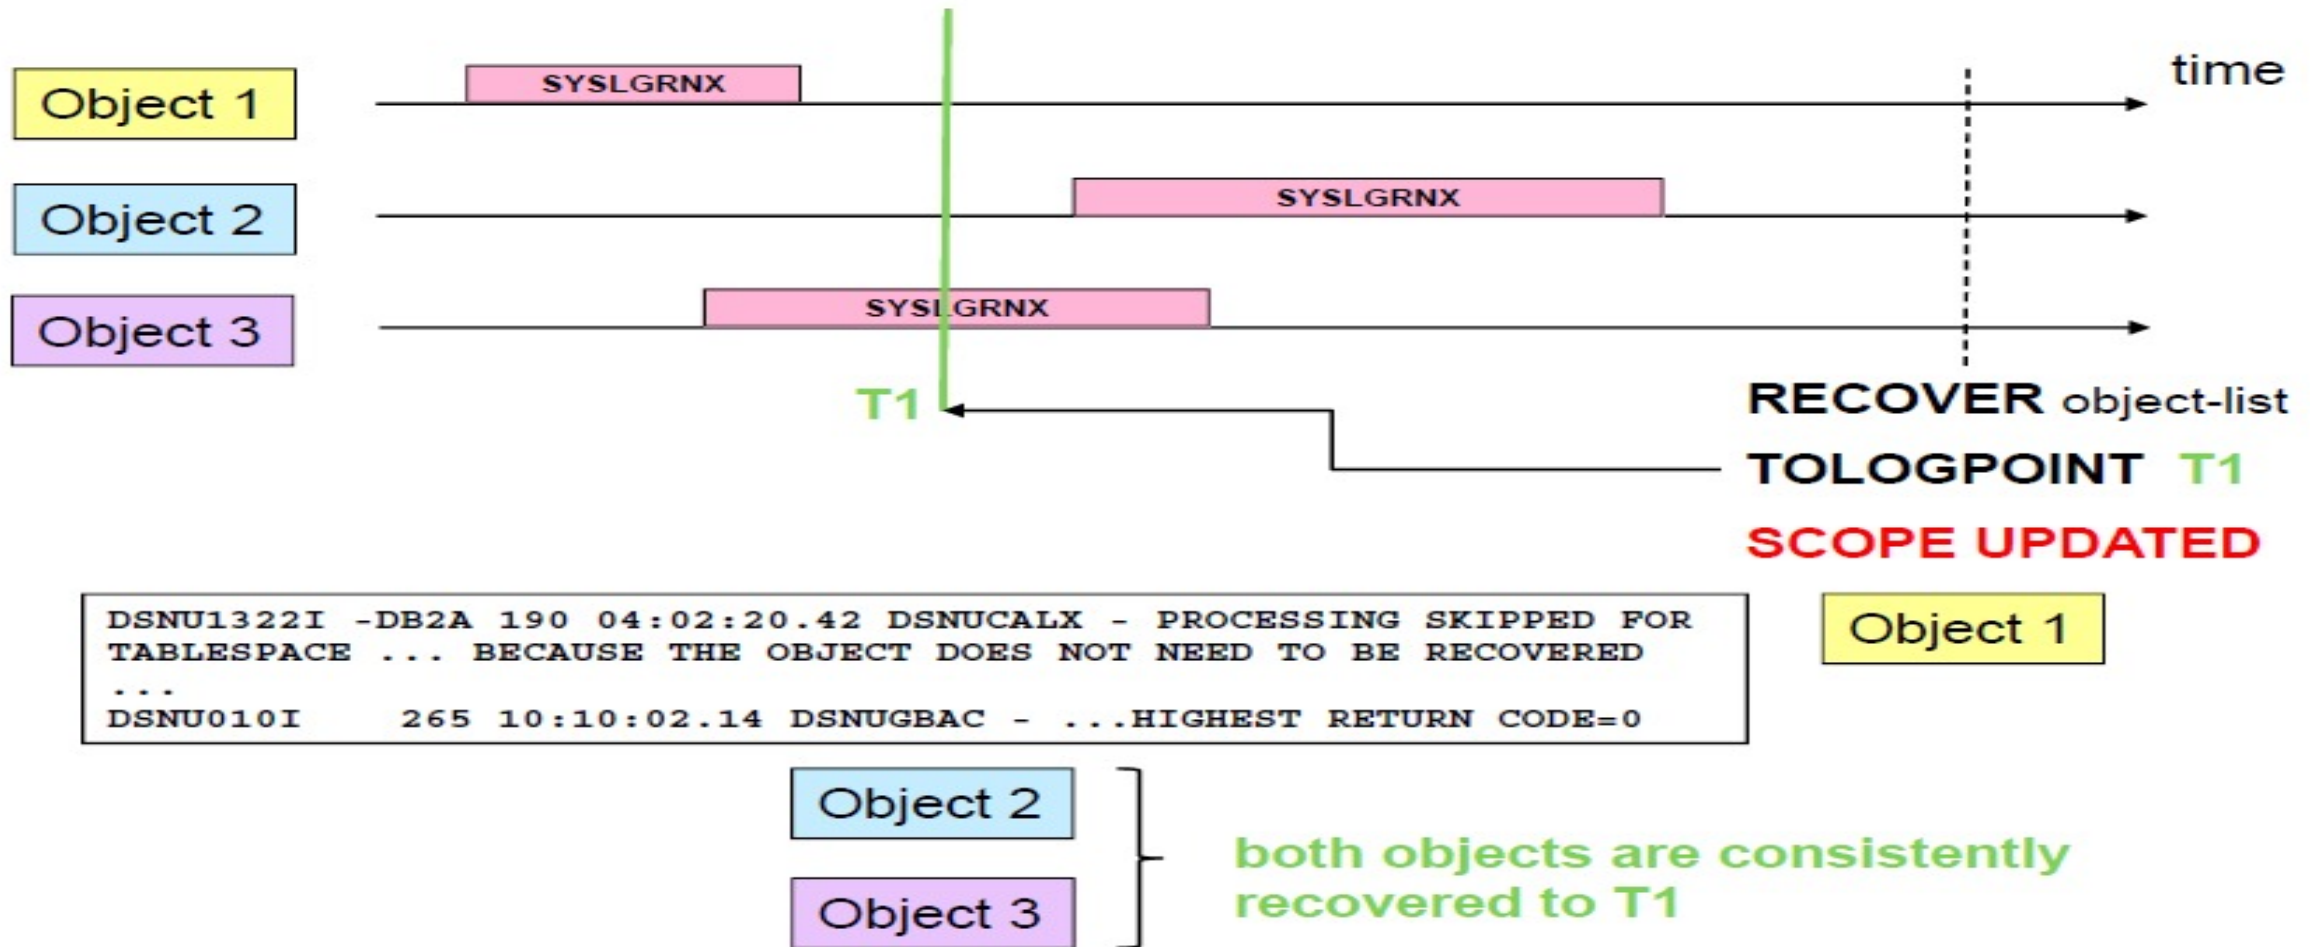 time
Object 1
SYSLGRNX
Object 2
SYSLGRNX
Object 3
SYSLGRNX
T1
RECOVER object-list
TOLOGPOINT T1
SCOPE UPDATED
DSNU1322I -DB2A 190 04:02:20.42 DSNUCALX - PROCESSING SKIPPED FOR
TABLESPACE ... BECAUSE THE OBJECT DOES NOT NEED TO BE RECOVERED
...
DSNU010I 265 10:10:02.14 DSNUGBAC - ...HIGHEST RETURN CODE=0
Object 1
Object 2
Object 3
both objects are consistently
recovered to T1